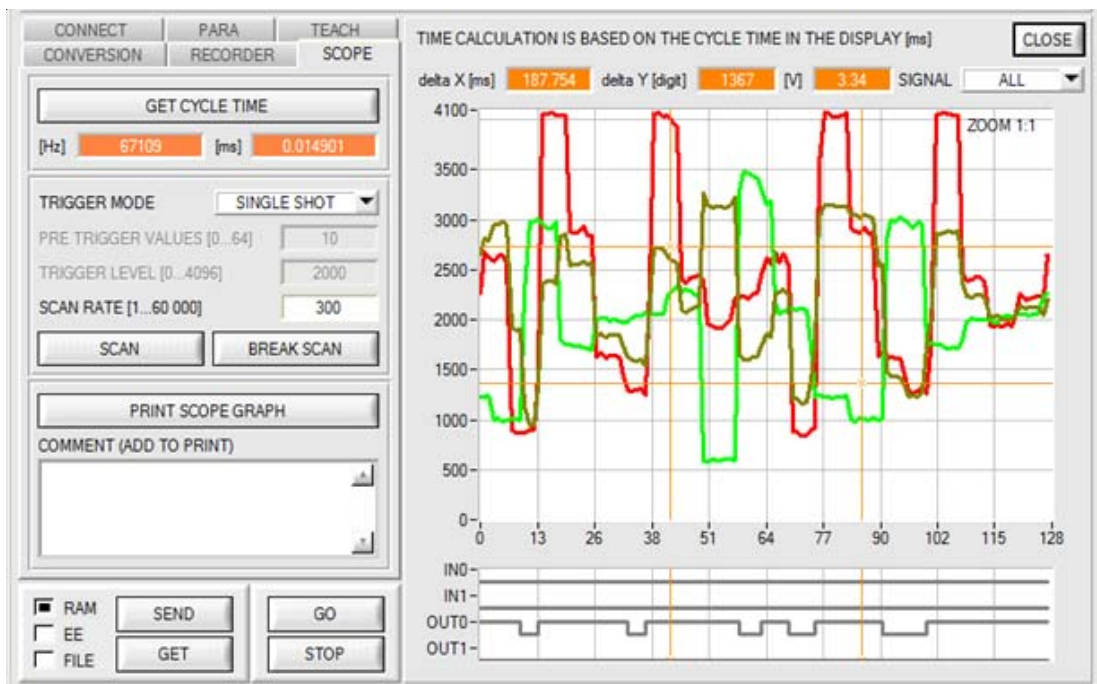 CONNECT PARA TEACH
CONVERSION RECORDER SCOPE
GET CYCLE TIME
[Hz] 67109 [ms] 0.014901
TRIGGER MODE SINGLE SHOT
PRE TRIGGER VALUES [0...64] 10
TRIGGER LEVEL [0...4096] 2000
SCAN RATE [1...60 000] 300
SCAN BREAK SCAN
PRINT SCOPE GRAPH
COMMENT (ADD TO PRINT)
RAM
EE
FILE
SEND
GET
GO
STOP
TIME CALCULATION IS BASED ON THE CYCLE TIME IN THE DISPLAY [ms] CLOSE
delta X [ms] 187.754 delta Y [digit] 1367 [V] 3.34 SIGNAL ALL
ZOOM 1:1
4100
3500
3000
2500
2000
1500
1000
500
0
0 13 26 38 51 64 77 90 102 115 128
IN0
IN1
OUT0
OUT1